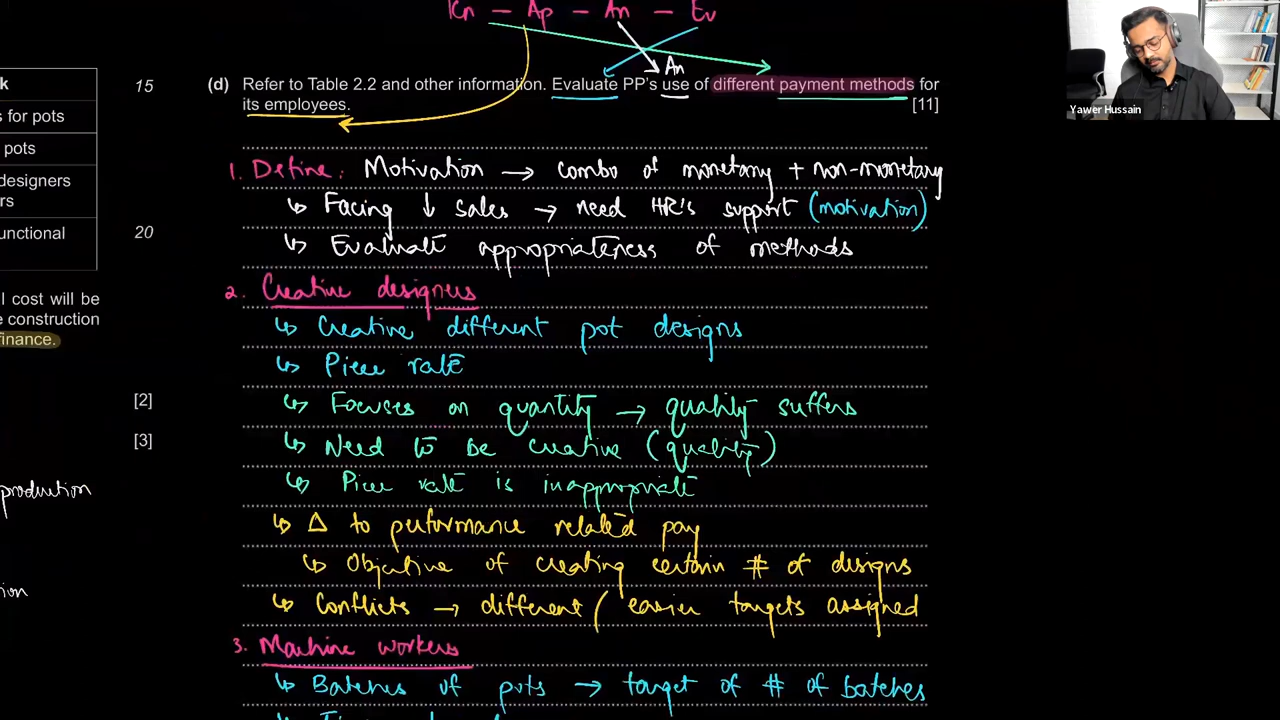 Kn – Ap – An – Ev
An
k
s for pots
pots
designers
rs
unctional
l cost will be
e construction
finance.
[2]
[3]
production
ion
15
20
(d) Refer to Table 2.2 and other information. Evaluate PP's use of different payment methods for
its employees. [11]
1. Define: Motivation → combo of monetary + non-monetary
↳ Facing ↓ sales → need HR's support (motivation)
↳ Evaluate appropriateness of methods
2. Creative designers
↳ Creative different pot designs
↳ Piece rate
↳ Focuses on quantity → quality suffers
↳ Need to be creative (quality)
↳ Piece rate is inappropriate
↳ Δ to performance related pay
↳ Objective of creating certain # of designs
↳ Conflicts → different / easier targets assigned
3. Machine workers
↳ Batches of pots → target of # of batches
Yawer Hussain